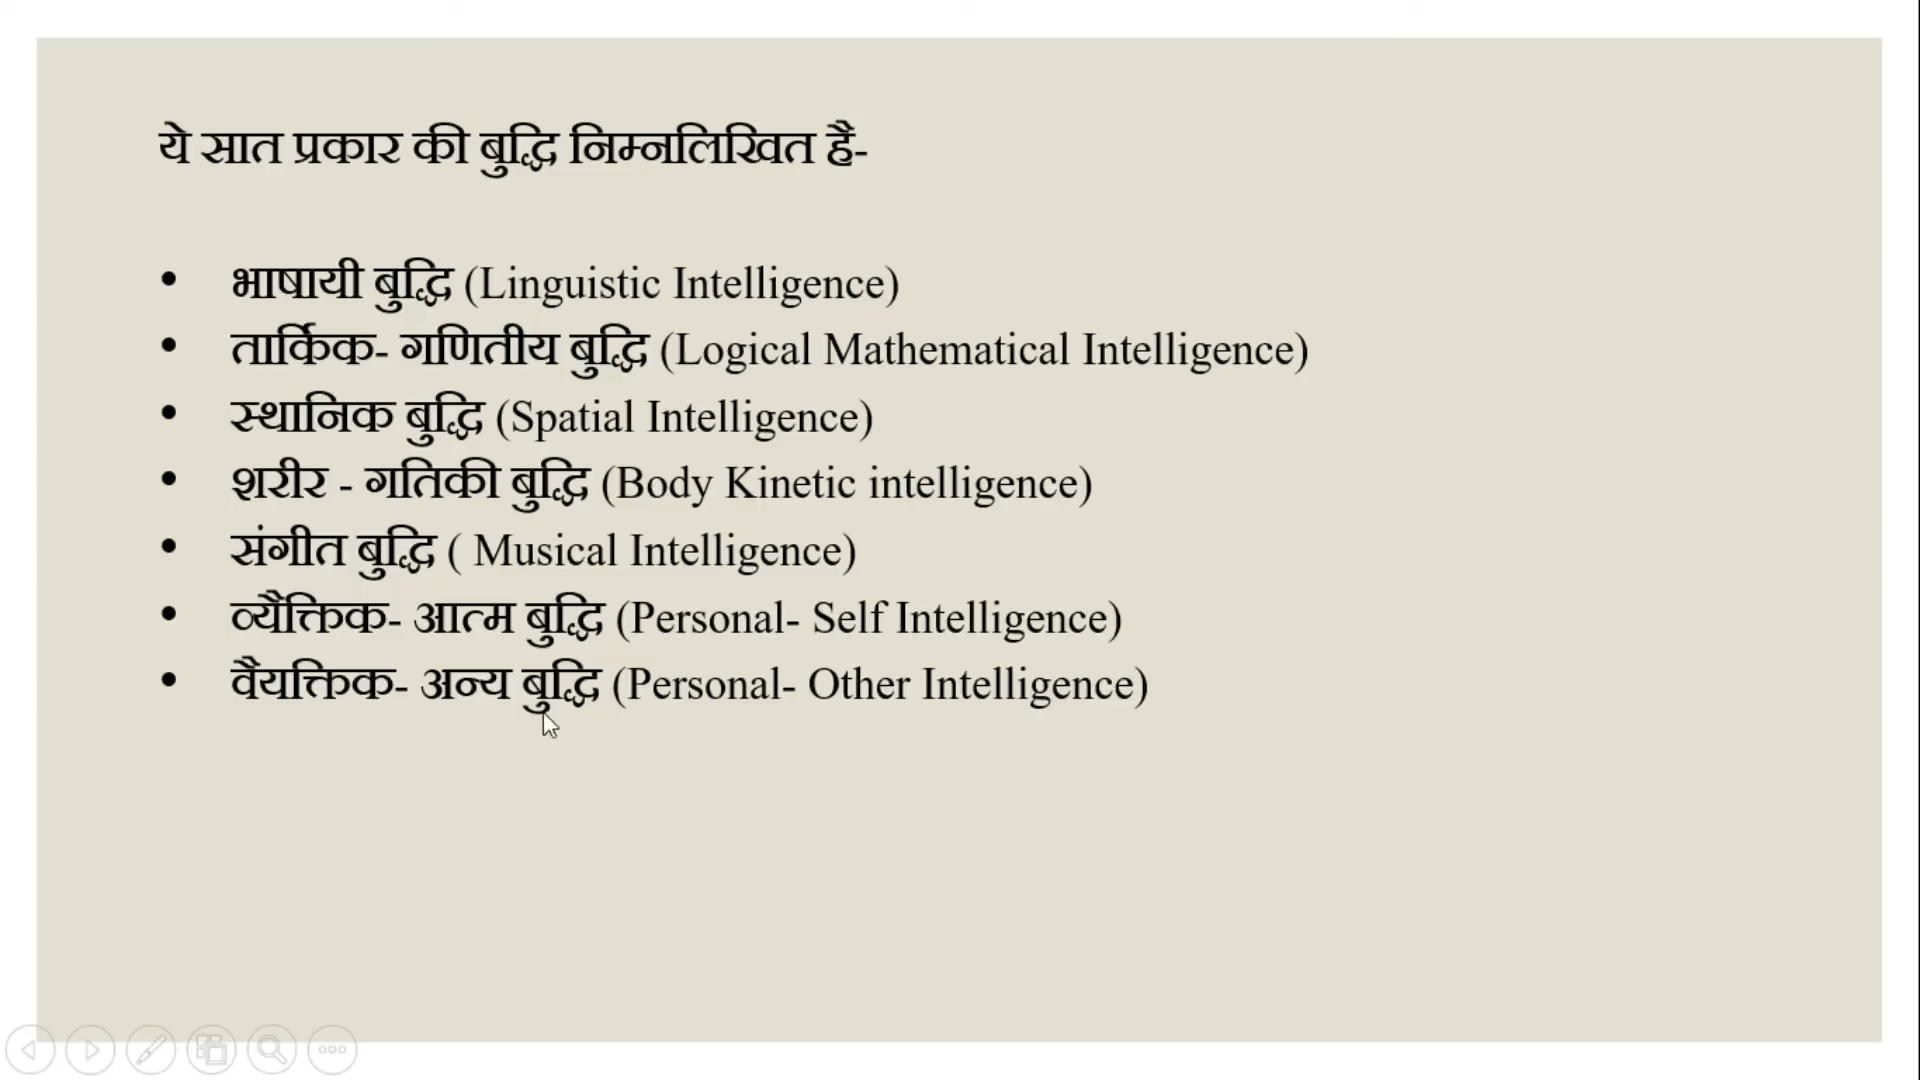 ये सात प्रकार की बुद्धि निम्नलिखित है-
• भाषायी बुद्धि (Linguistic Intelligence)
• तार्किक- गणितीय बुद्धि (Logical Mathematical Intelligence)
• स्थानिक बुद्धि (Spatial Intelligence)
• शरीर - गतिकी बुद्धि (Body Kinetic intelligence)
• संगीत बुद्धि ( Musical Intelligence)
• व्यैक्तिक- आत्म बुद्धि (Personal- Self Intelligence)
• वैयक्तिक- अन्य बुद्धि (Personal- Other Intelligence)